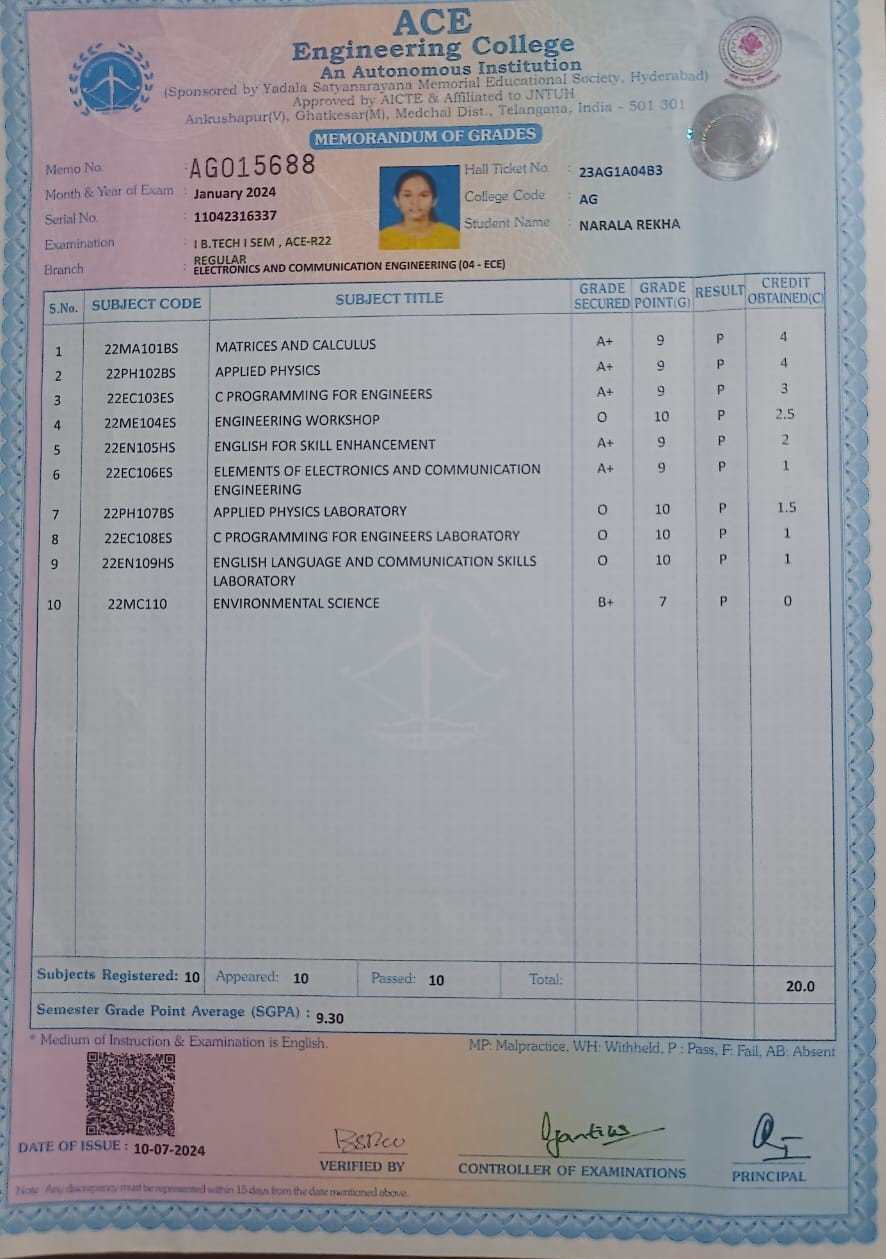 ACE
Engineering College
An Autonomous Institution
(Sponsored by Yadala Satyanarayana Memorial Educational Society, Hyderabad)
Approved by AICTE & Affiliated to JNTUH
Ankushapur(V), Ghatkesar(M), Medchal Dist., Telangana, India - 501 301
MEMORANDUM OF GRADES
Memo No. : AG015688
Month & Year of Exam : January 2024
Serial No. : 11042316337
Examination : I B.TECH I SEM , ACE-R22
REGULAR
Branch : ELECTRONICS AND COMMUNICATION ENGINEERING (04 - ECE)
Hall Ticket No. : 23AG1A04B3
College Code : AG
Student Name : NARALA REKHA
S.No. SUBJECT CODE SUBJECT TITLE GRADE SECURED GRADE POINT(G) RESULT CREDIT OBTAINED(C)
1 22MA101BS MATRICES AND CALCULUS A+ 9 P 4
2 22PH102BS APPLIED PHYSICS A+ 9 P 4
3 22EC103ES C PROGRAMMING FOR ENGINEERS A+ 9 P 3
4 22ME104ES ENGINEERING WORKSHOP O 10 P 2.5
5 22EN105HS ENGLISH FOR SKILL ENHANCEMENT A+ 9 P 2
6 22EC106ES ELEMENTS OF ELECTRONICS AND COMMUNICATION A+ 9 P 1
ENGINEERING
7 22PH107BS APPLIED PHYSICS LABORATORY O 10 P 1.5
8 22EC108ES C PROGRAMMING FOR ENGINEERS LABORATORY O 10 P 1
9 22EN109HS ENGLISH LANGUAGE AND COMMUNICATION SKILLS O 10 P 1
LABORATORY
10 22MC110 ENVIRONMENTAL SCIENCE B+ 7 P 0
Subjects Registered: 10 Appeared: 10 Passed: 10 Total: 20.0
Semester Grade Point Average (SGPA) : 9.30
* Medium of Instruction & Examination is English.
MP: Malpractice, WH: Withheld, P : Pass, F: Fail, AB: Absent
DATE OF ISSUE : 10-07-2024
VERIFIED BY
CONTROLLER OF EXAMINATIONS
PRINCIPAL
Note : Any discrepancy must be represented within 15 days from the date mentioned above.